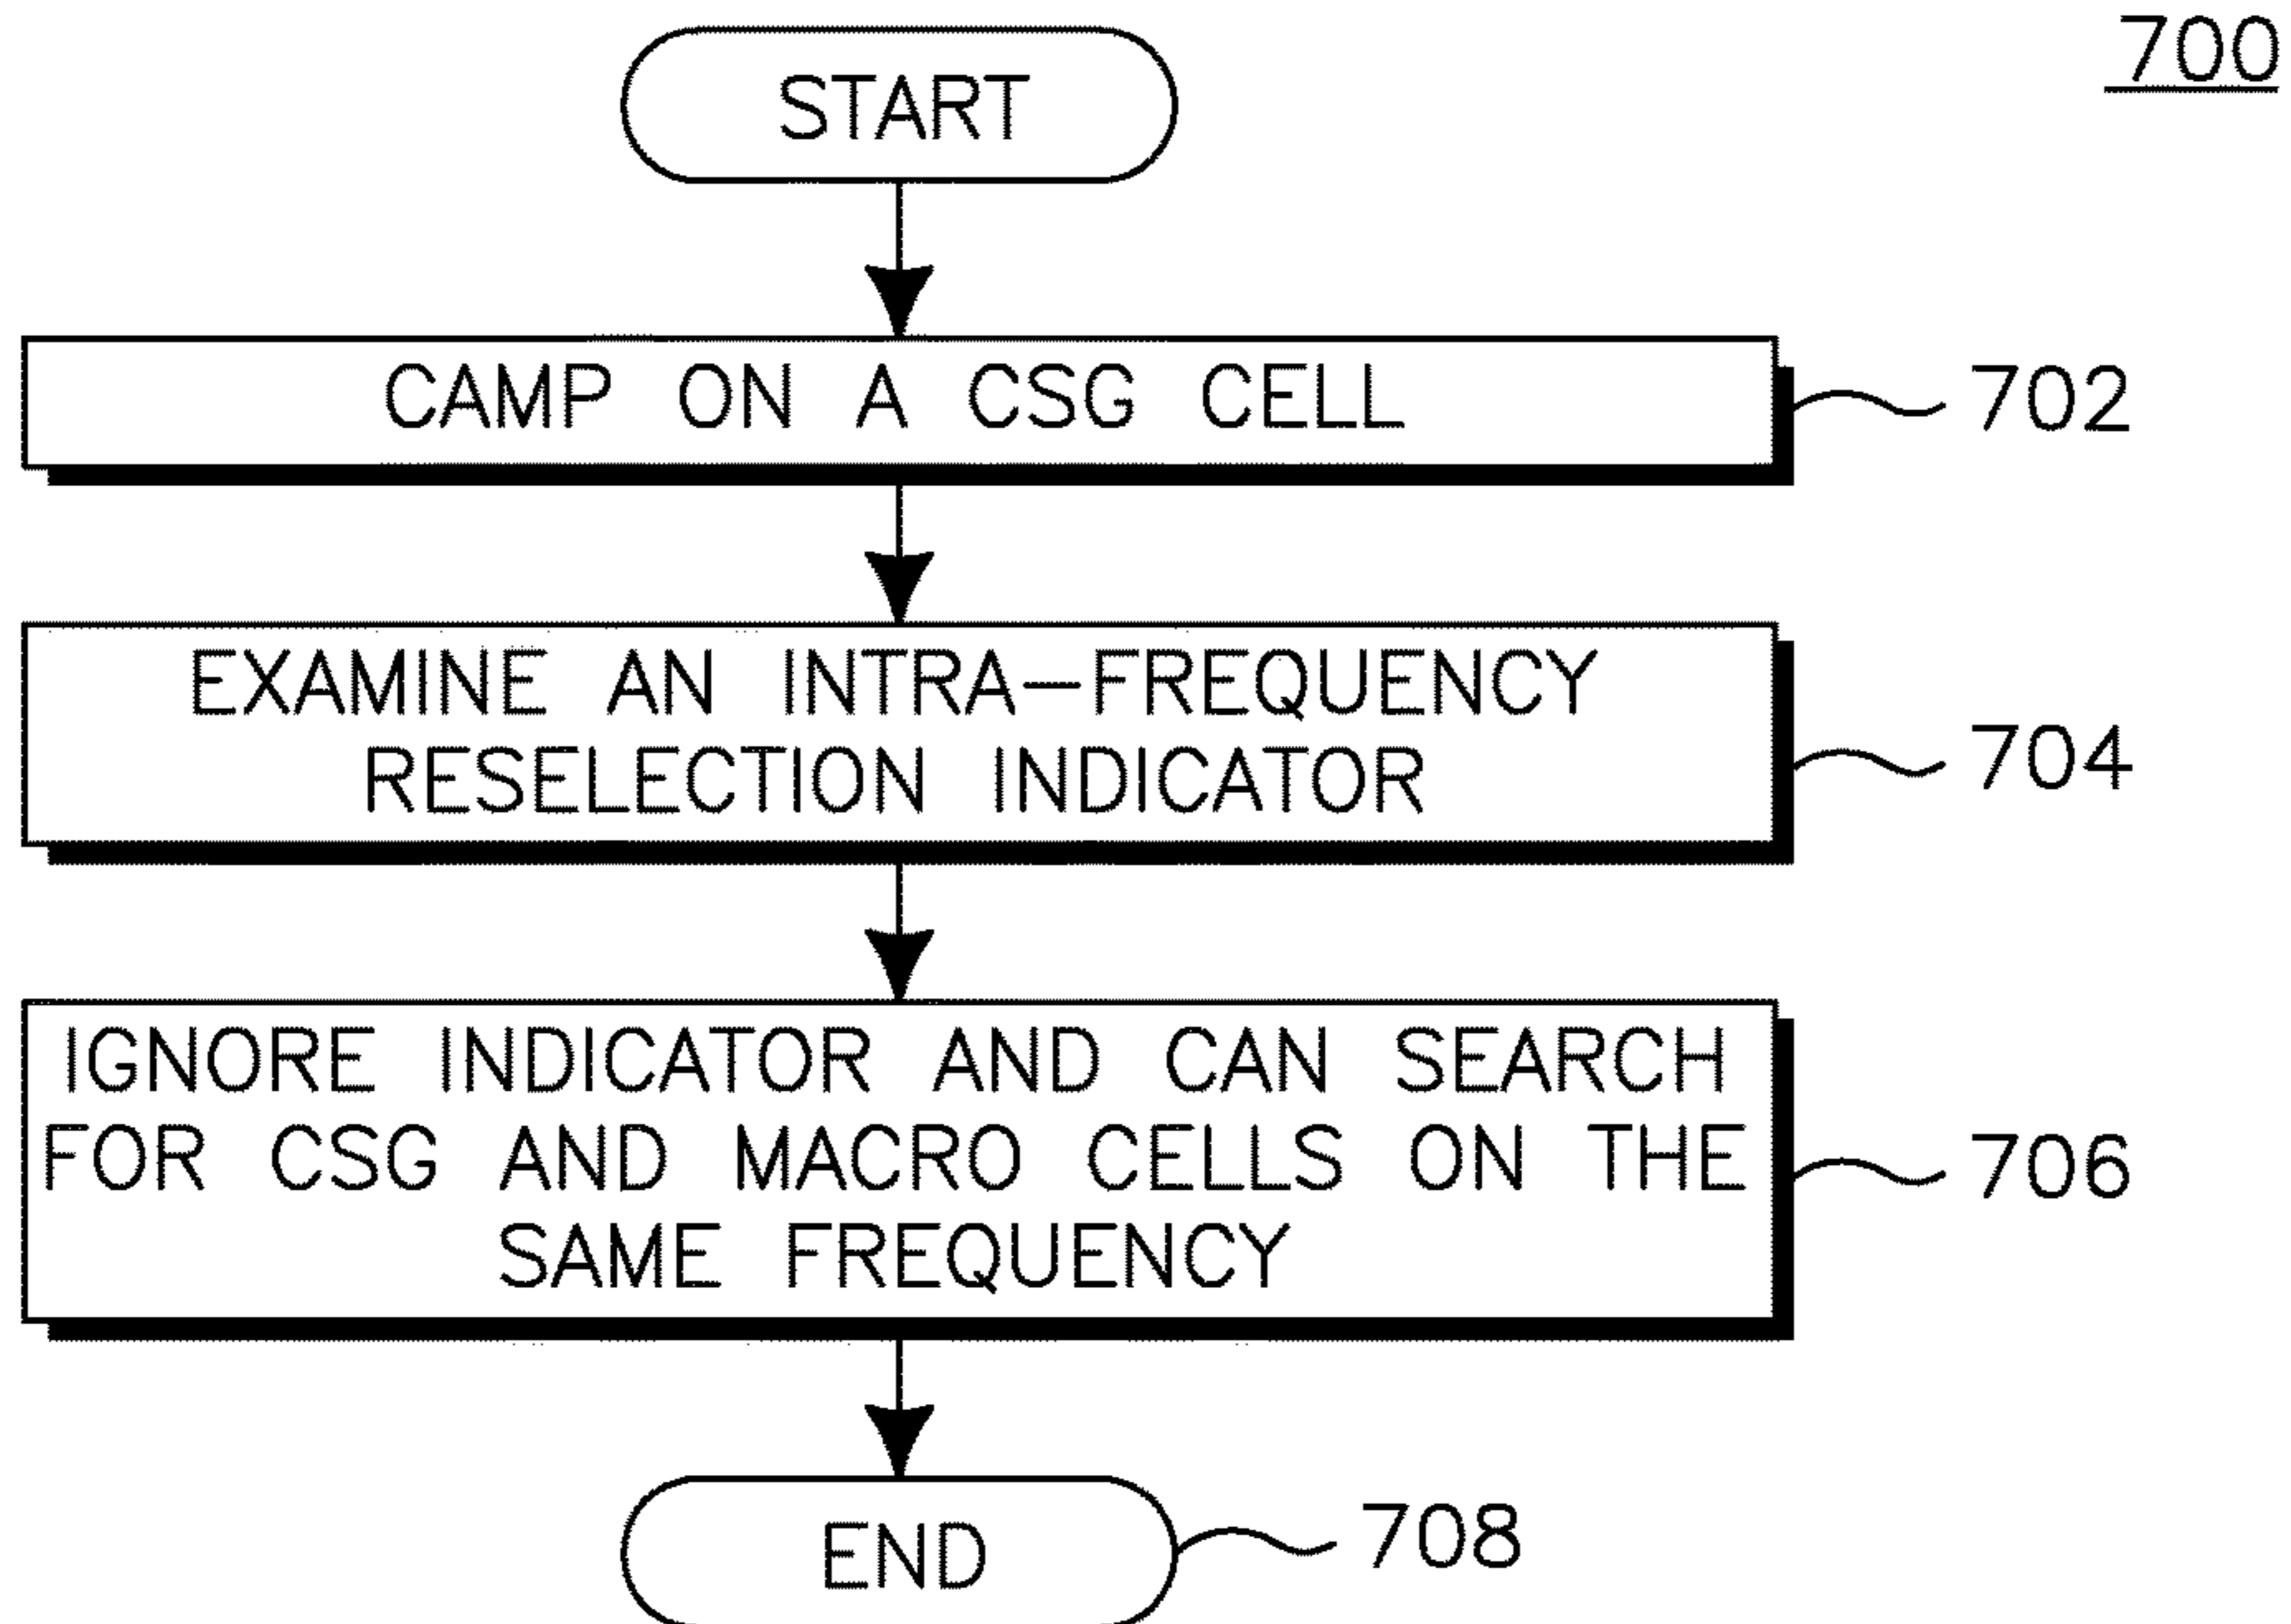 700
START
CAMP ON A CSG CELL
702
EXAMINE AN INTRA-FREQUENCY
RESELECTION INDICATOR
704
IGNORE INDICATOR AND CAN SEARCH
FOR CSG AND MACRO CELLS ON THE
SAME FREQUENCY
706
END
708